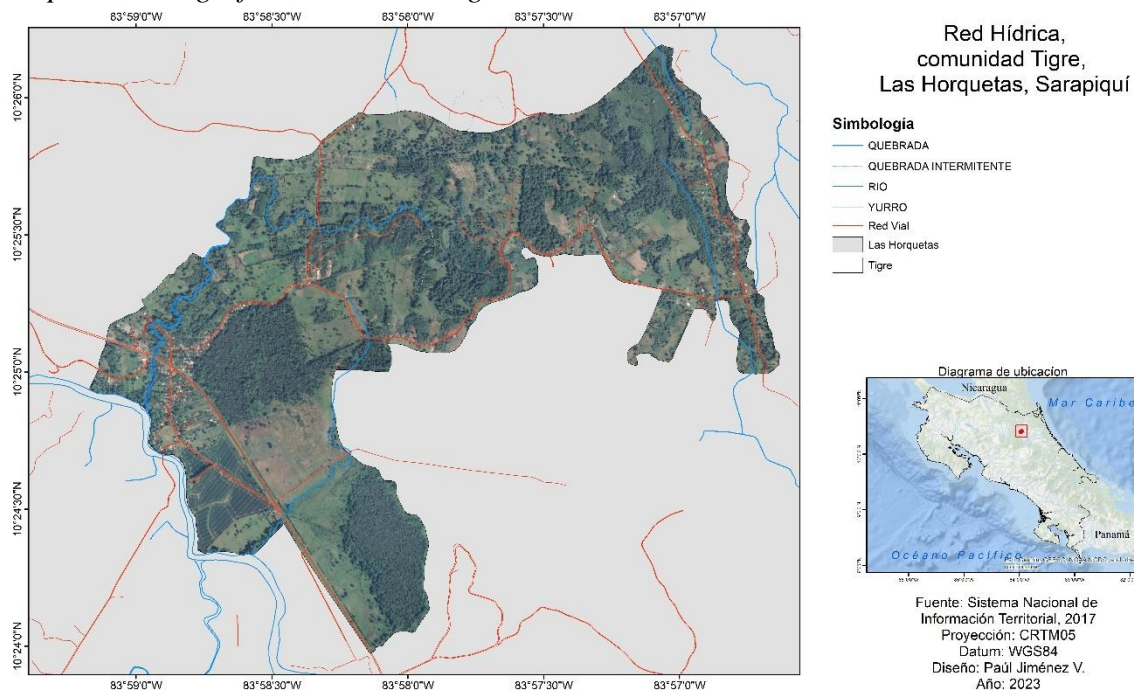 83°59'0"W 83°58'30"W 83°58'0"W 83°57'30"W 83°57'0"W
10°26'0"N
10°25'30"N
10°25'0"N
10°24'30"N
10°24'0"N
83°59'0"W 83°58'30"W 83°58'0"W 83°57'30"W 83°57'0"W
Red Hídrica,
comunidad Tigre,
Las Horquetas, Sarapiquí
Simbología
QUEBRADA
QUEBRADA INTERMITENTE
RIO
YURRO
Red Vial
Las Horquetas
Tigre
Diagrama de ubicacíon
Nicaragua
Mar Caribe
Océano Pacífico
Panamá
Fuente: Sistema Nacional de
Información Territorial, 2017
Proyección: CRTM05
Datum: WGS84
Diseño: Paúl Jiménez V.
Año: 2023